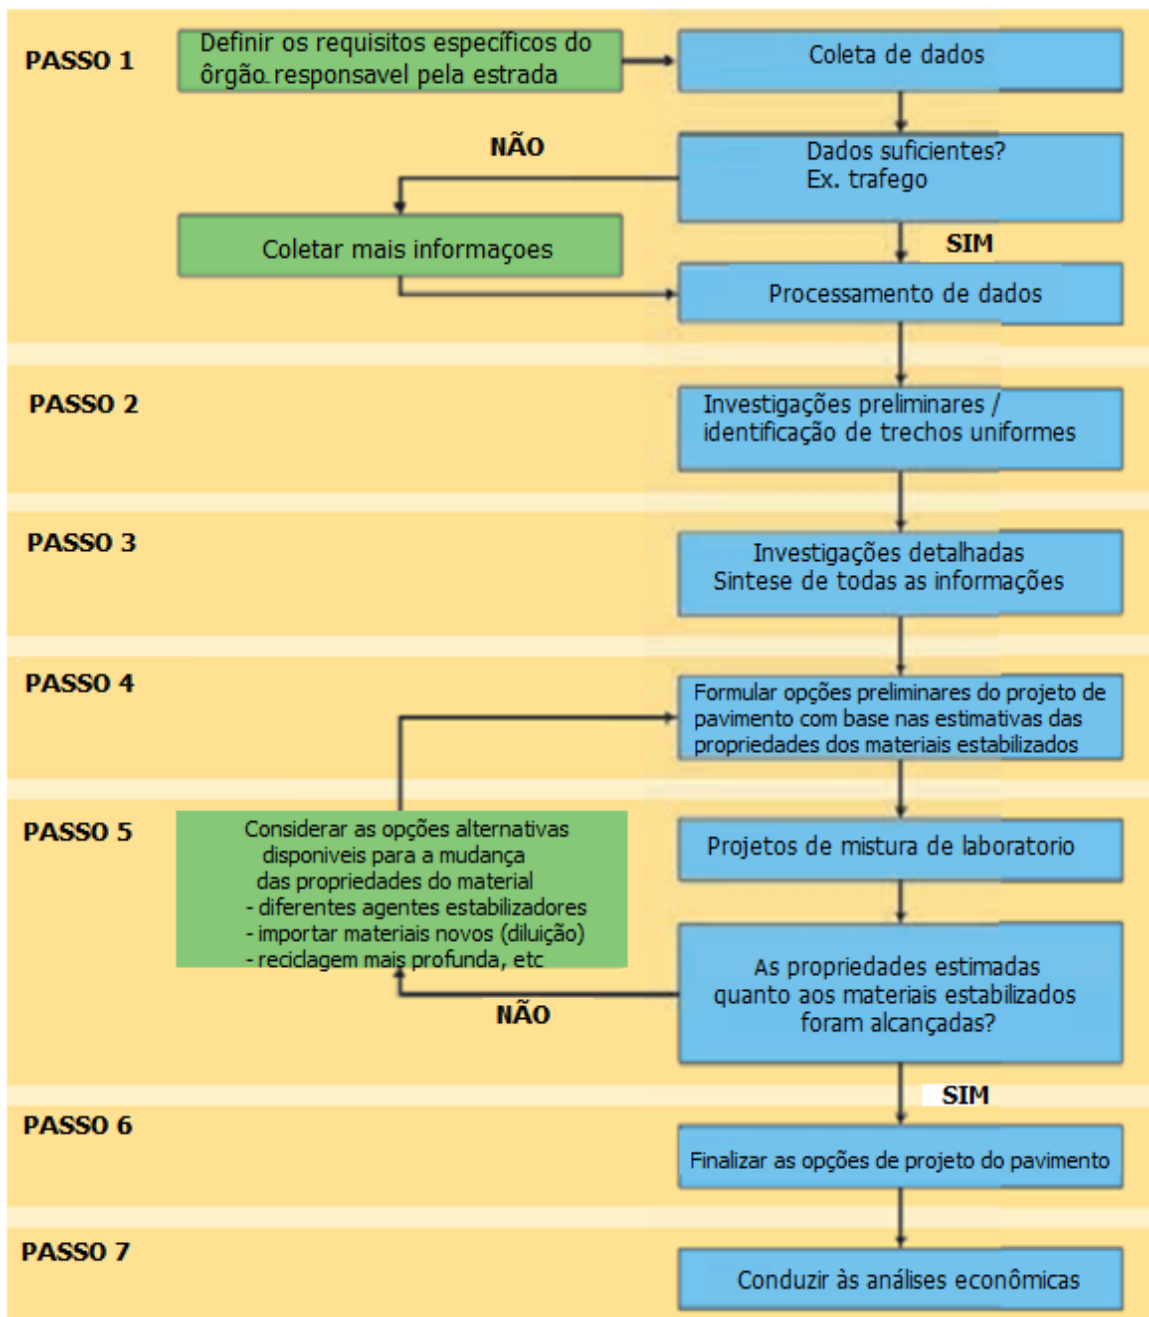 PASSO 1
Definir os requisitos específicos do
ôrgão responsavel pela estrada
Coleta de dados
Dados suficientes?
Ex. trafego
NÃO
SIM
Coletar mais informaçoes
Processamento de dados
PASSO 2
Investigações preliminares /
identificação de trechos uniformes
PASSO 3
Investigações detalhadas
Sintese de todas as informações
PASSO 4
Formular opções preliminares do projeto de
pavimento com base nas estimativas das
propriedades dos materiais estabilizados
PASSO 5
Considerar as opções alternativas
disponiveis para a mudança
das propriedades do material
- diferentes agentes estabilizadores
- importar materiais novos (diluição)
- reciclagem mais profunda, etc
Projetos de mistura de laboratorio
As propriedades estimadas
quanto aos materiais estabilizados
foram alcançadas?
NÃO
SIM
PASSO 6
Finalizar as opções de projeto do pavimento
PASSO 7
Conduzir às análises econômicas